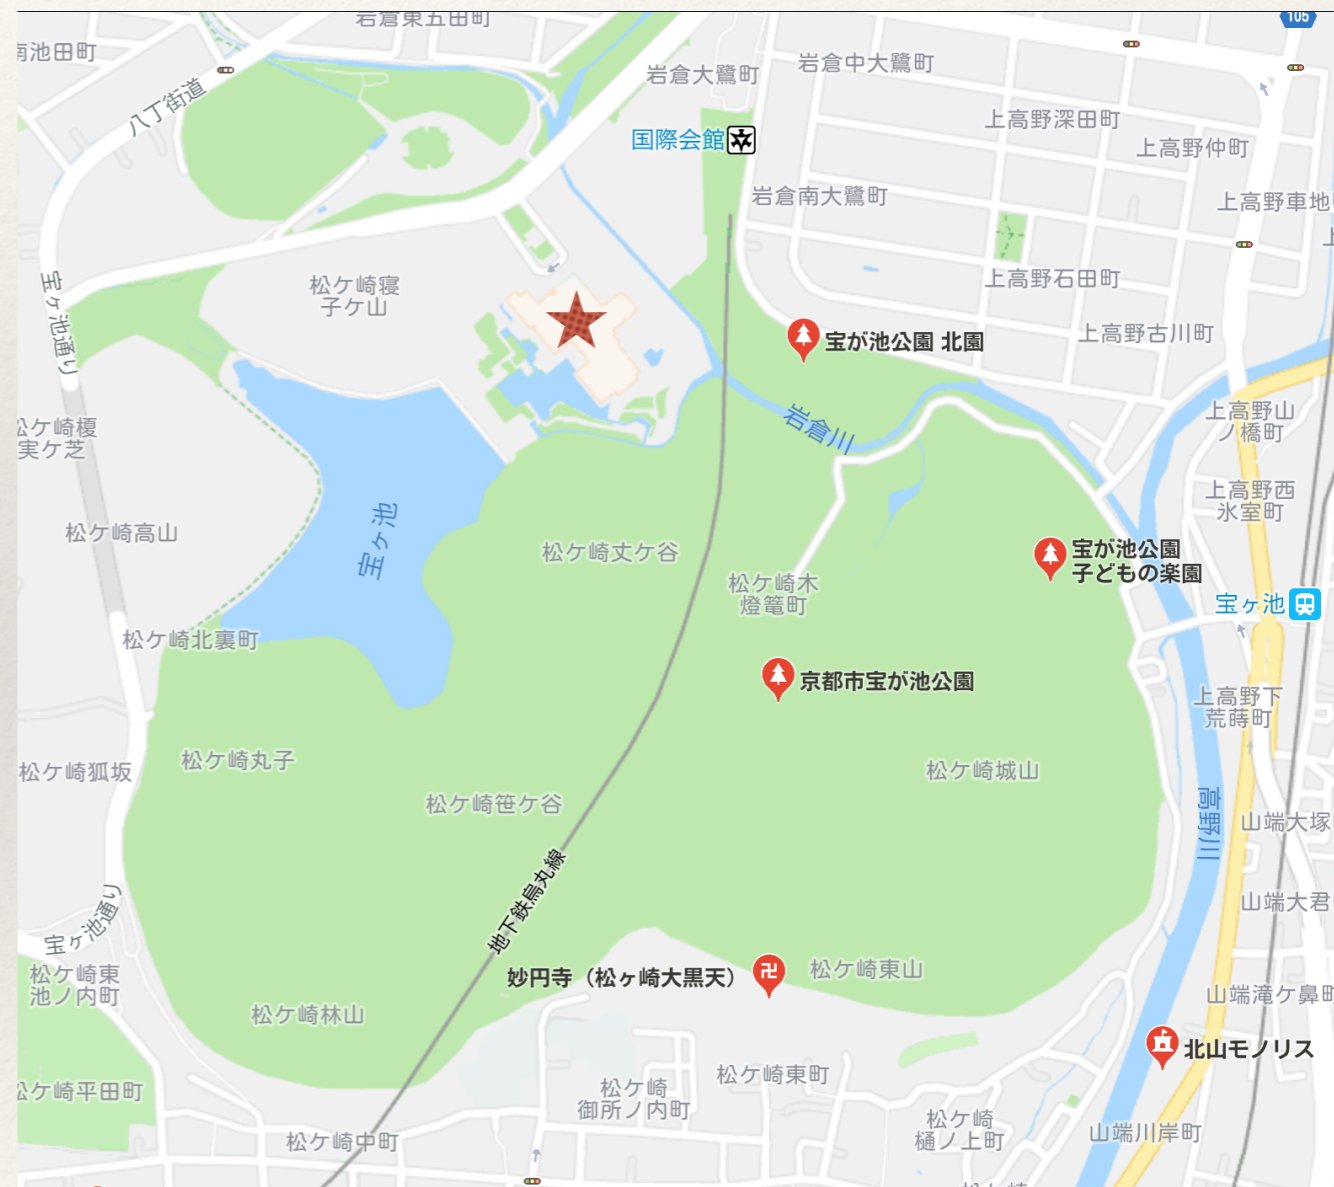 岩倉東五田町
105
南池田町
岩倉大鷺町
岩倉中大鷺町
八丁街道
上高野深田町
国際会館
上高野仲町
岩倉南大鷺町
上高野車地
宝ヶ池通り
松ケ崎寝
子ケ山
上高野石田町
宝が池公園 北園
上高野古川町
岩倉川
松ケ崎榎
実ケ芝
上高野山
ノ橋町
松ケ崎高山
宝ヶ池
松ケ崎丈ケ谷
上高野西
氷室町
宝が池公園
子どもの楽園
松ケ崎木
燈篭町
宝ヶ池
松ケ崎北裏町
京都市宝が池公園
上高野下
荒蒔町
松ケ崎狐坂
松ケ崎丸子
松ケ崎笹ケ谷
松ケ崎城山
高野川
山端大塚
地下鉄烏丸線
宝ヶ池通り
山端大君
松ケ崎東
池ノ内町
妙円寺（松ヶ崎大黒天）
卍
松ケ崎東山
山端滝ケ鼻町
松ケ崎林山
北山モノリス
松ケ崎平田町
松ケ崎
御所ノ内町
松ケ崎東町
松ケ崎
樋ノ上町
山端川岸町
松ケ崎中町
松ケ崎